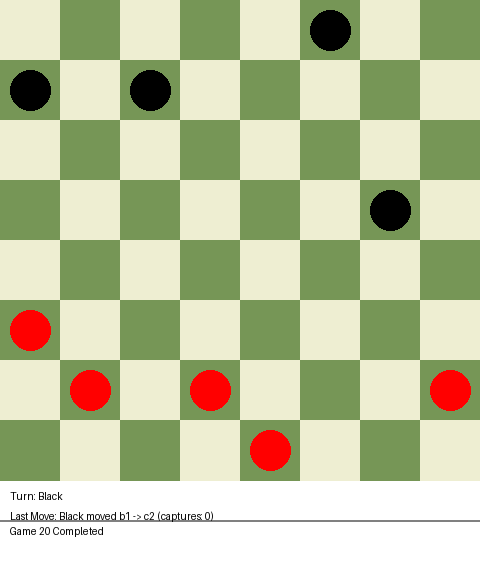 Turn: Black
Last Move: Black moved b1 -> c2 (captures: 0)
Game 20 Completed